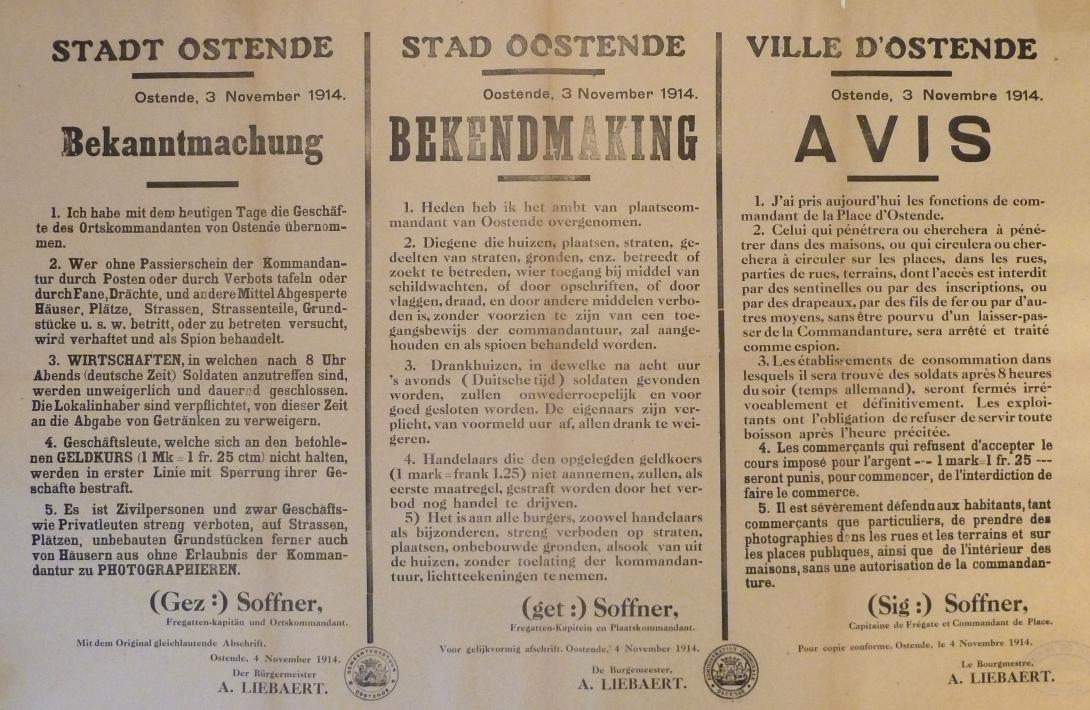 STADT OSTENDE
Ostende, 3 November 1914.
Bekanntmachung
1. Ich habe mit dem heutigen Tage die Geschäf-
te des Ortskommandanten von Ostende übernom-
men.
2. Wer ohne Passierschein der Kommandan-
tur durch Posten oder durch Verbots tafeln oder
durch Fane, Drächte, und andere Mittel Abgesperte
Häuser, Plätze, Strassen, Strassenteile, Grund-
stücke u. s. w. betritt, oder zu betreten versucht,
wird verhaftet und als Spion behandelt.
3. WIRTSCHAFTEN, in welchen nach 8 Uhr
Abends (deutsche Zeit) Soldaten anzutreffen sind,
werden unweigerlich und dauernd geschlossen.
Die Lokalinhaber sind verpflichtet, von dieser Zeit
an die Abgabe von Getränken zu verweigern.
4. Geschäftsleute, welche sich an den befohle-
nen GELDKURS (1 Mk = 1 fr. 25 ctm) nicht halten,
werden in erster Linie mit Sperrung ihrer Ge-
schäfte bestraft.
5. Es ist Zivilpersonen und zwar Geschäfts-
wie Privatleuten streng verboten, auf Strassen,
Plätzen, unbebauten Grundstücken ferner auch
von Häusern aus ohne Erlaubnis der Komman-
dantur zu PHOTOGRAPHIEREN.
(Gez :) Soffner,
Fregatten-kapitän und Ortskommandant.
Mit dem Original gleichlautende Abschrift.
Ostende, 4 November 1914.
Der Bürgermeister
A. LIEBAERT.
STAD OOSTENDE
Oostende, 3 November 1914.
BEKENDMAKING
1. Heden heb ik het ambt van plaatscom-
mandant van Oostende overgenomen.
2. Diegene die huizen, plaatsen, straten, ge-
deelten van straten, gronden, enz. betreedt of
zoekt te betreden, wier toegang bij middel van
schildwachten, of door opschriften, of door
vlaggen, draad, en door andere middelen verbo-
den is, zonder voorzien te zijn van een toe-
gangsbewijs der commandantuur, zal aange-
houden en als spioen behandeld worden.
3. Drankhuizen, in dewelke na acht uur
's avonds (Duitsche tijd) soldaten gevonden
worden, zullen onwederroepelijk en voor
goed gesloten worden. De eigenaars zijn ver-
plicht, van voormeld uur af, allen drank te wei-
geren.
4. Handelaars die den opgelegden geldkoers
(1 mark = frank 1.25) niet aannemen, zullen, als
eerste maatregel, gestraft worden door het ver-
bod nog handel te drijven.
5) Het is aan alle burgers, zoowel handelaars
als bijzonderen, streng verboden op straten,
plaatsen, onbebouwde gronden, alsook van uit
de huizen, zonder toelating der kommandan-
tuur, lichtteekeningen te nemen.
(get :) Soffner,
Fregatten-Kapitein en Plaatskommandant.
Voor gelijkvormig afschrift. Oostende, 4 November 1914.
De Burgemeester,
A. LIEBAERT.
VILLE D'OSTENDE
Ostende, 3 Novembre 1914.
AVIS
1. J'ai pris aujourd'hui les fonctions de com-
mandant de la Place d'Ostende.
2. Celui qui pénétrera ou cherchera à péné-
trer dans des maisons, ou qui circulera ou cher-
chera à circuler sur les places, dans les rues,
parties de rues, terrains, dont l'accès est interdit
par des sentinelles ou par des inscriptions, ou
par des drapeaux, par des fils de fer ou par d'au-
tres moyens, sans être pourvu d'un laisser-pas-
ser de la Commandanture, sera arrêté et traité
comme espion.
3. Les établissements de consommation dans
lesquels il sera trouvé des soldats après 8 heures
du soir (temps allemand), seront fermés irré-
vocablement et définitivement. Les exploi-
tants ont l'obligation de refuser de servir toute
boisson après l'heure précitée.
4. Les commerçants qui refusent d'accepter le
cours imposé pour l'argent --- 1 mark=1 fr. 25 ---
seront punis, pour commencer, de l'interdiction de
faire le commerce.
5. Il est sévèrement défendu aux habitants, tant
commerçants que particuliers, de prendre des
photographies dans les rues et les terrains et sur
les places publiques, ainsi que de l'intérieur des
maisons, sans une autorisation de la commandan-
ture.
(Sig :) Soffner,
Capitaine de Frégate et Commandant de Place.
Pour copie conforme. Ostende, le 4 Novembre 1914.
Le Bourgmestre,
A. LIEBAERT.